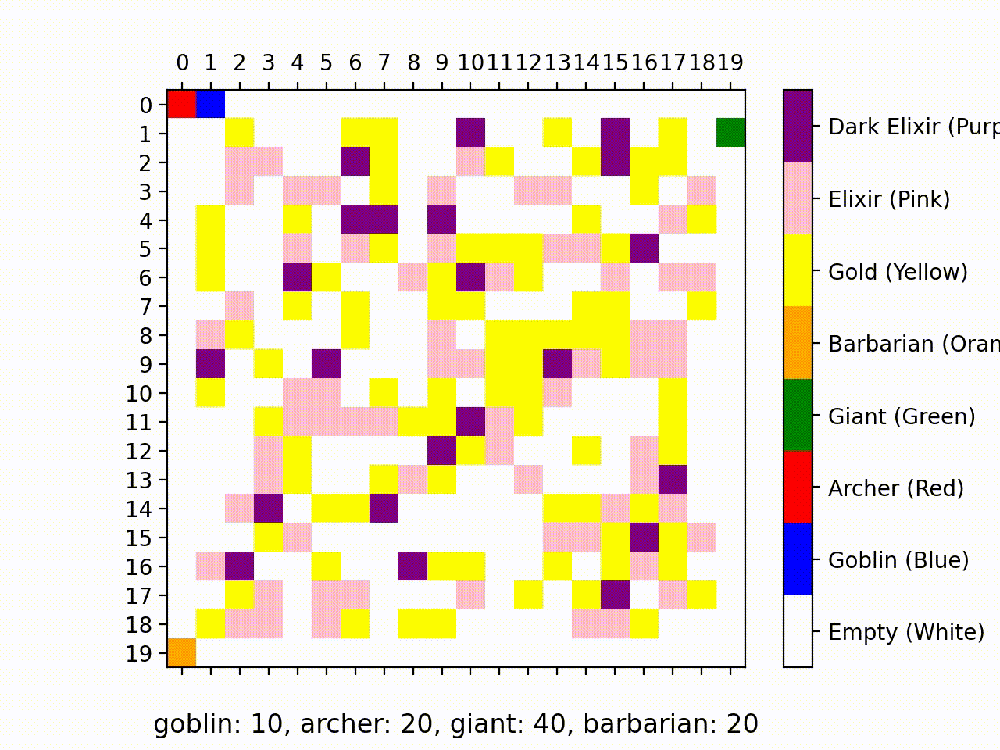 0 1 2 3 4 5 6 7 8 9 10 11 12 13 14 15 16 17 18 19
0
1
2
3
4
5
6
7
8
9
10
11
12
13
14
15
16
17
18
19
Dark Elixir (Purp
Elixir (Pink)
Gold (Yellow)
Barbarian (Oran
Giant (Green)
Archer (Red)
Goblin (Blue)
Empty (White)
goblin: 10, archer: 20, giant: 40, barbarian: 20